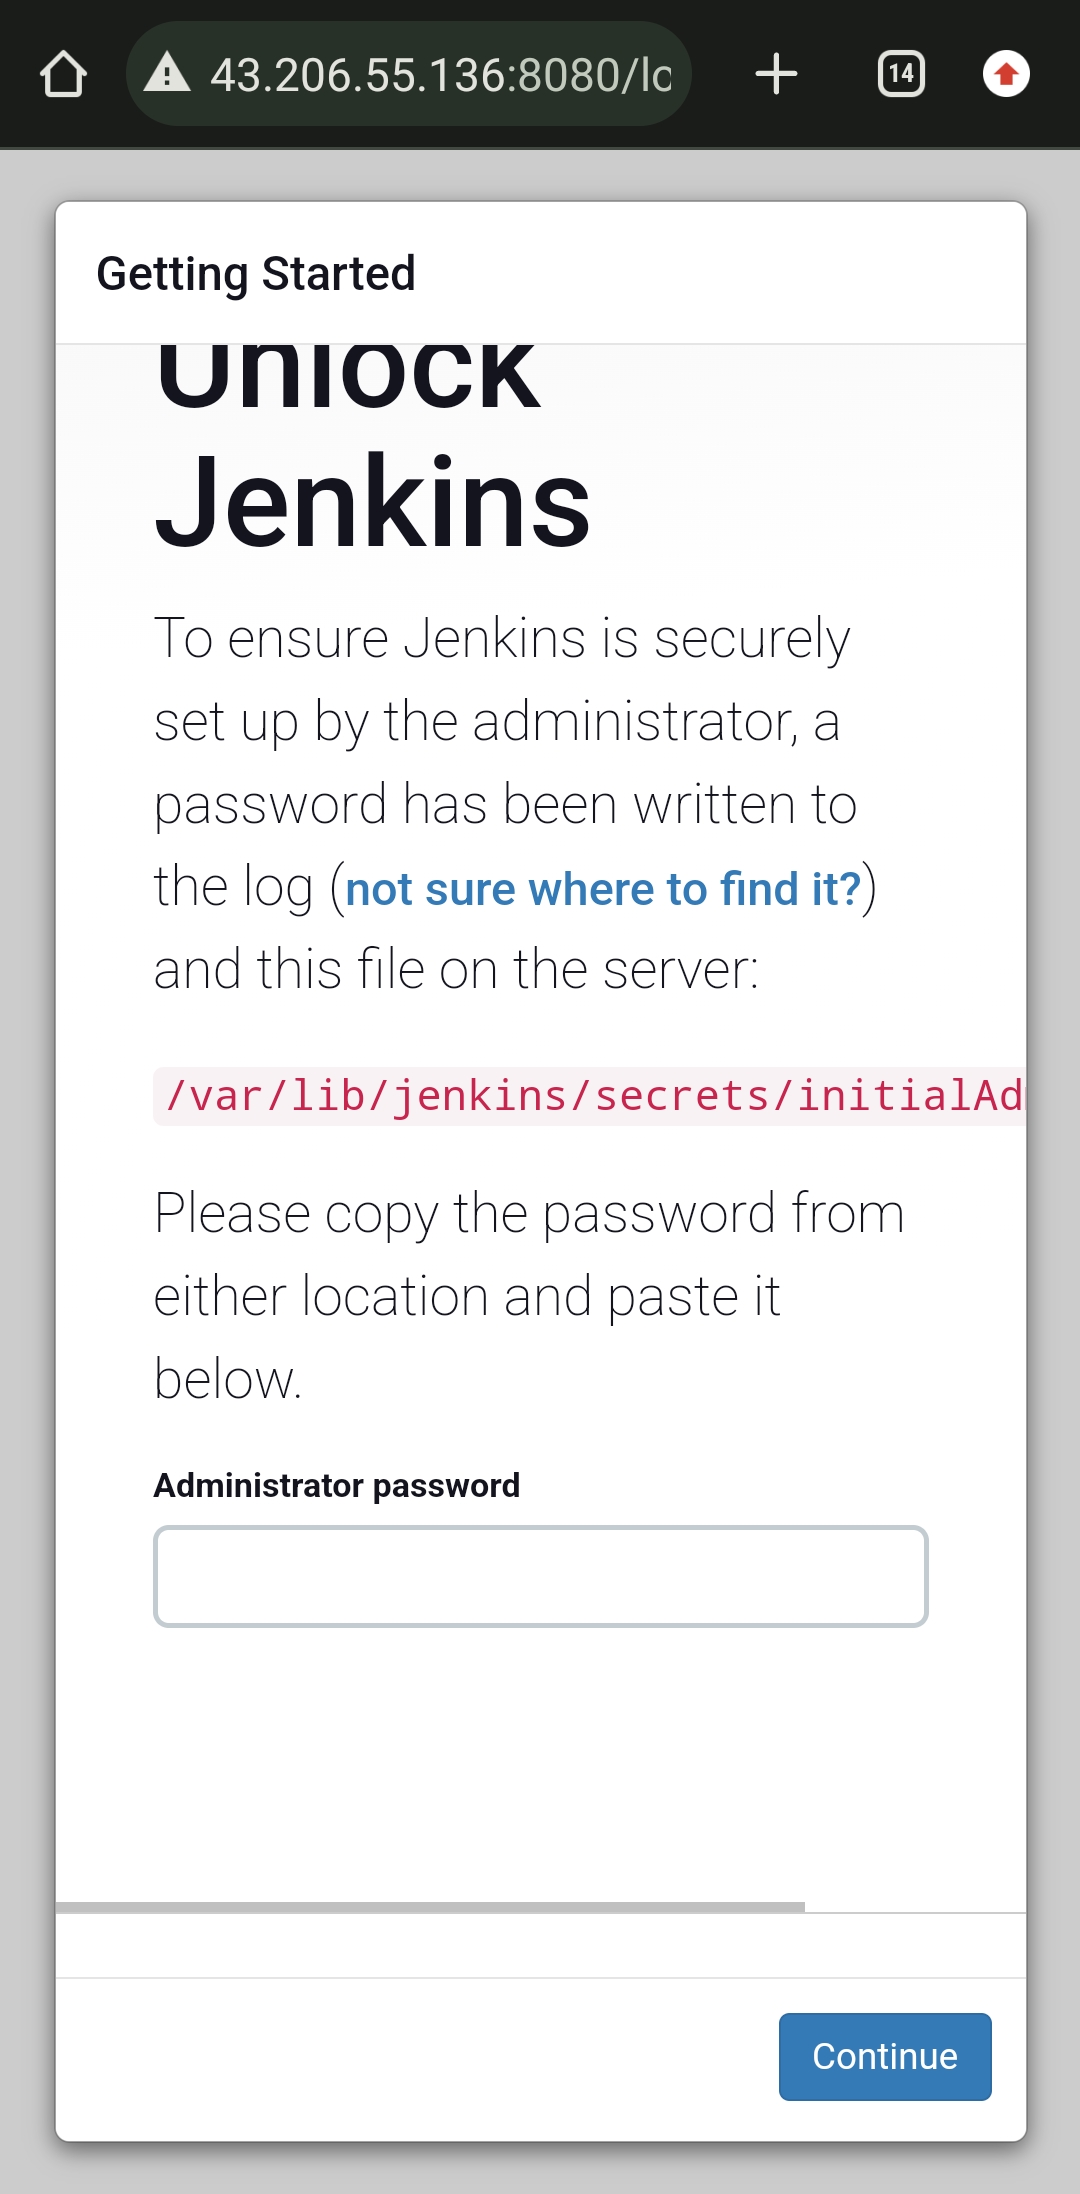 43.206.55.136:8080/lo
14
Getting Started
Unlock
Jenkins
To ensure Jenkins is securely
set up by the administrator, a
password has been written to
the log (not sure where to find it?)
and this file on the server:
/var/lib/jenkins/secrets/initialAd
Please copy the password from
either location and paste it
below.
Administrator password
Continue